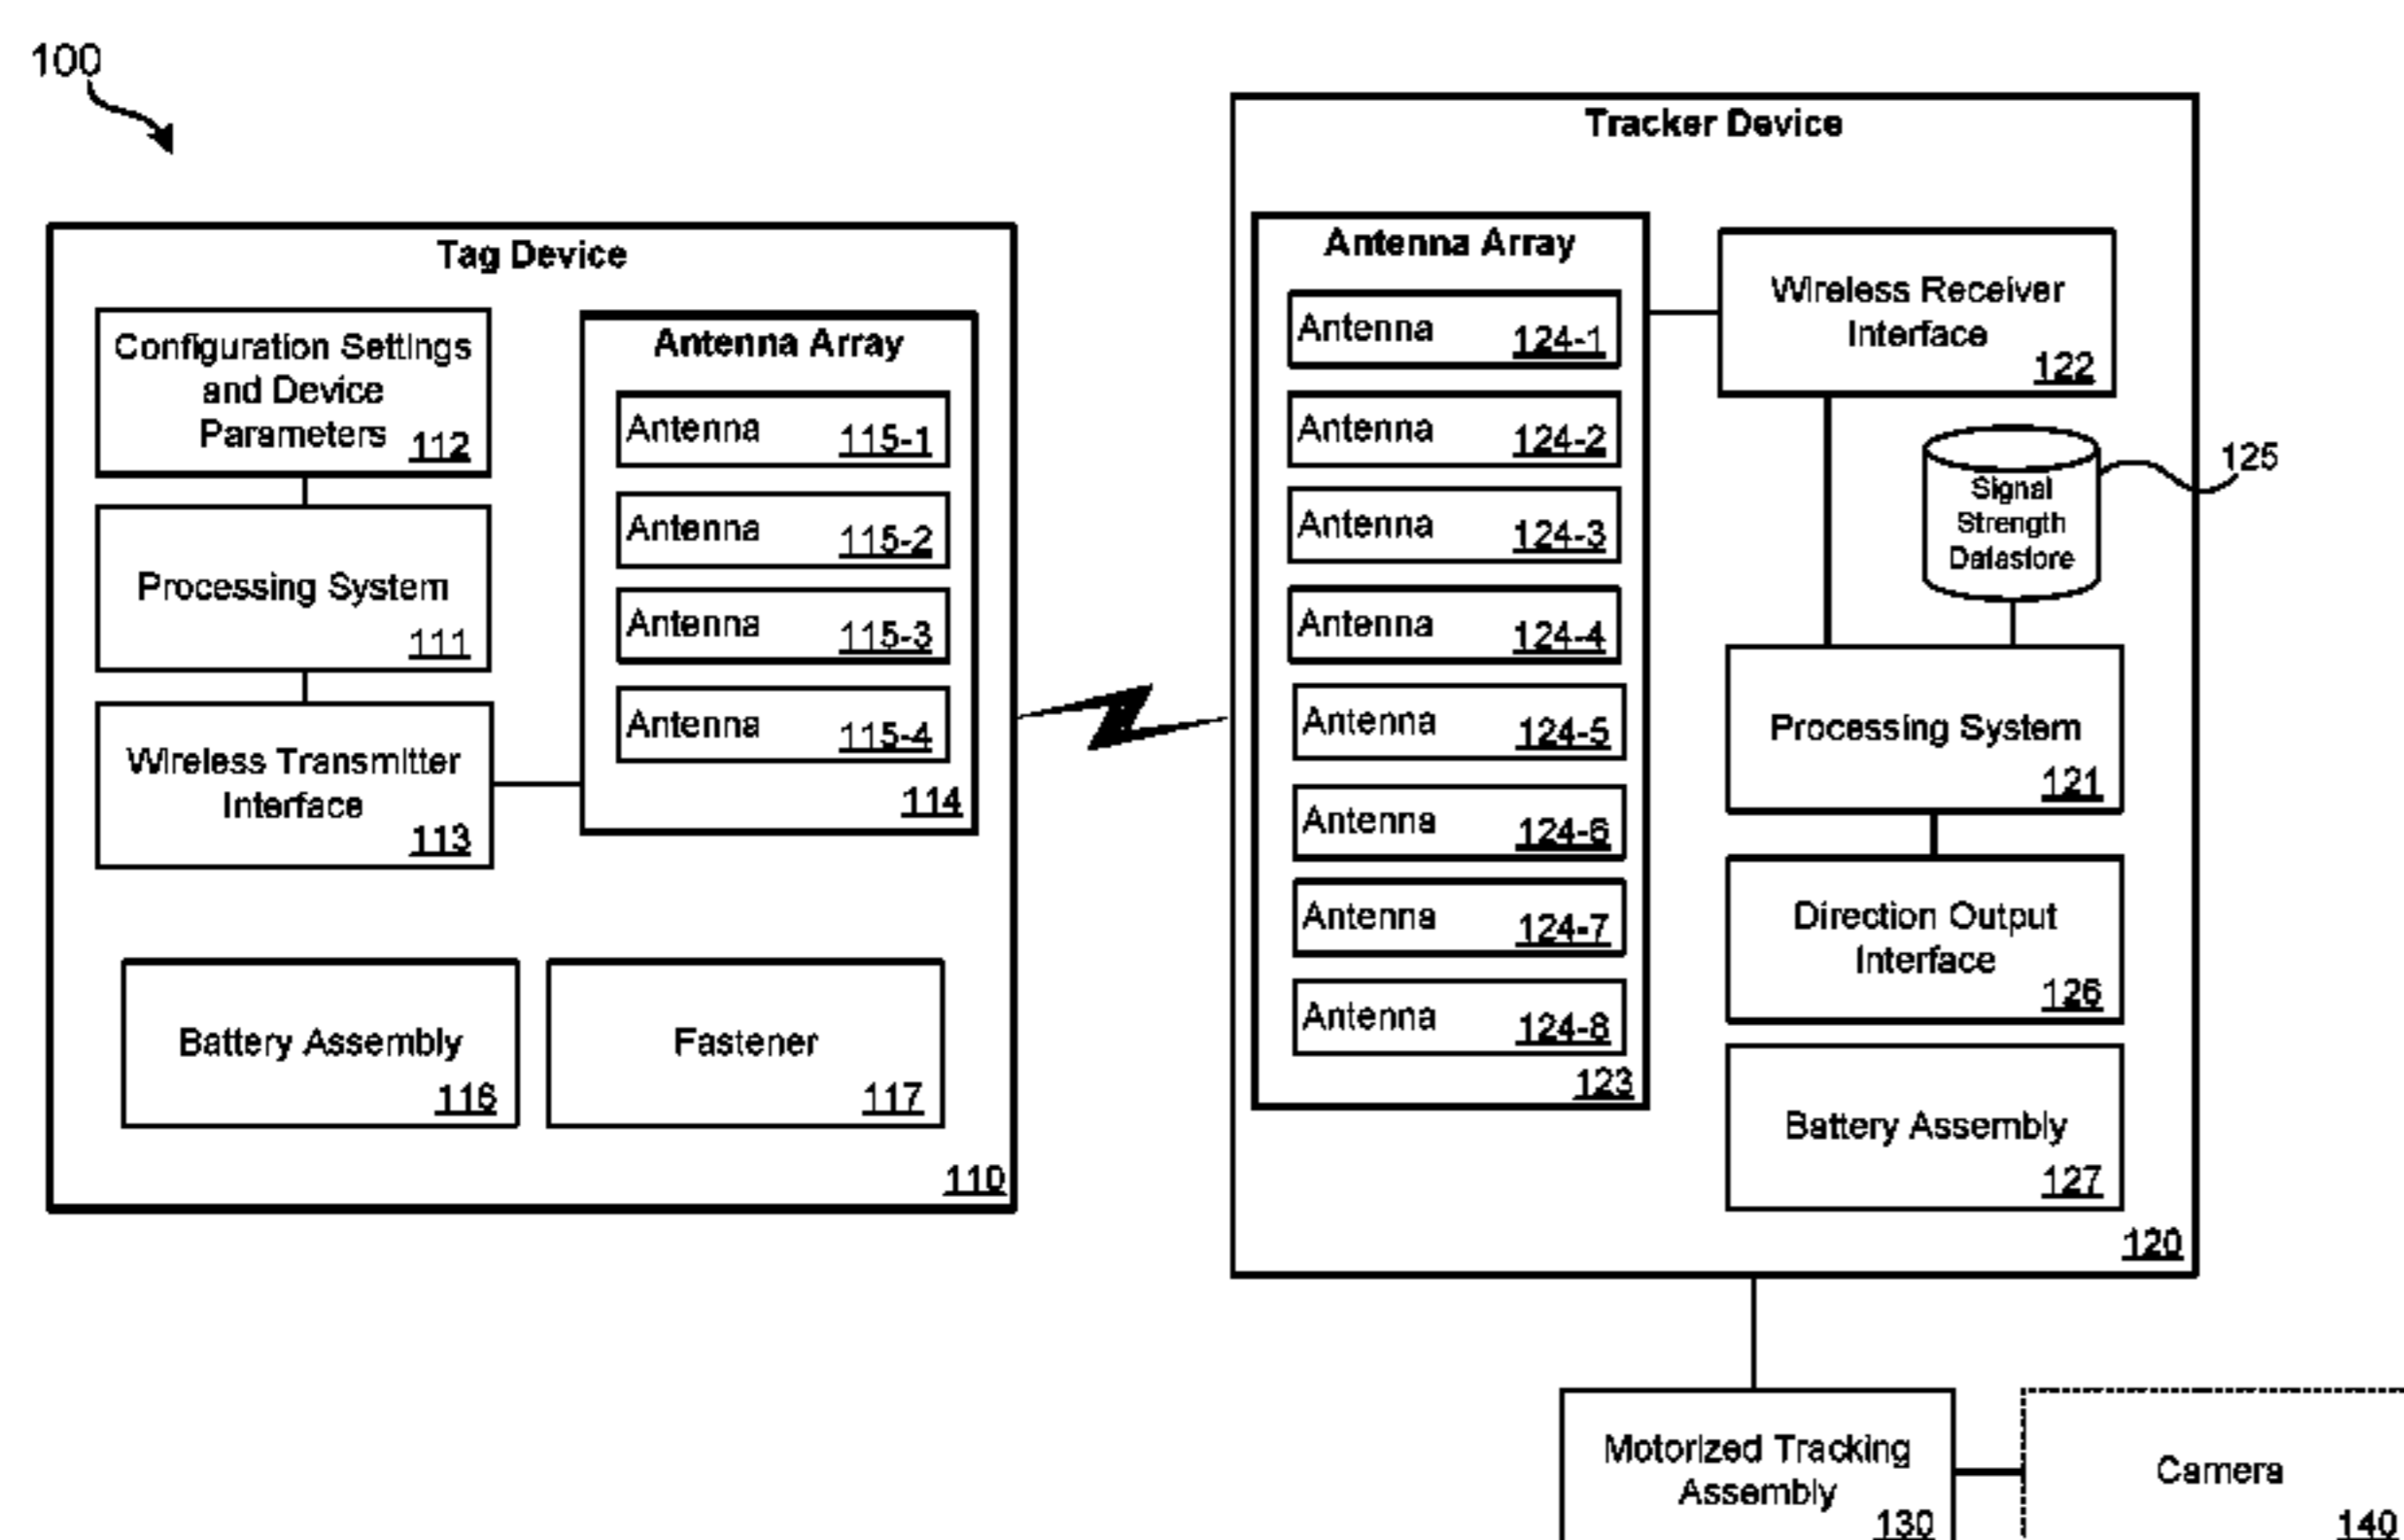 100
Tag Device
Configuration Settings
and Device
Parameters 112
Processing System
111
Wireless Transmitter
Interface
113
Antenna Array
Antenna 115-1
Antenna 115-2
Antenna 115-3
Antenna 115-4
114
Battery Assembly
116
Fastener
117
110
Tracker Device
Antenna Array
Antenna 124-1
Antenna 124-2
Antenna 124-3
Antenna 124-4
Antenna 124-5
Antenna 124-6
Antenna 124-7
Antenna 124-8
123
Wireless Receiver
Interface
122
Signal
Strength
Datastore
125
Processing System
121
Direction Output
Interface
126
Battery Assembly
127
120
Motorized Tracking
Assembly
130
Camera
140